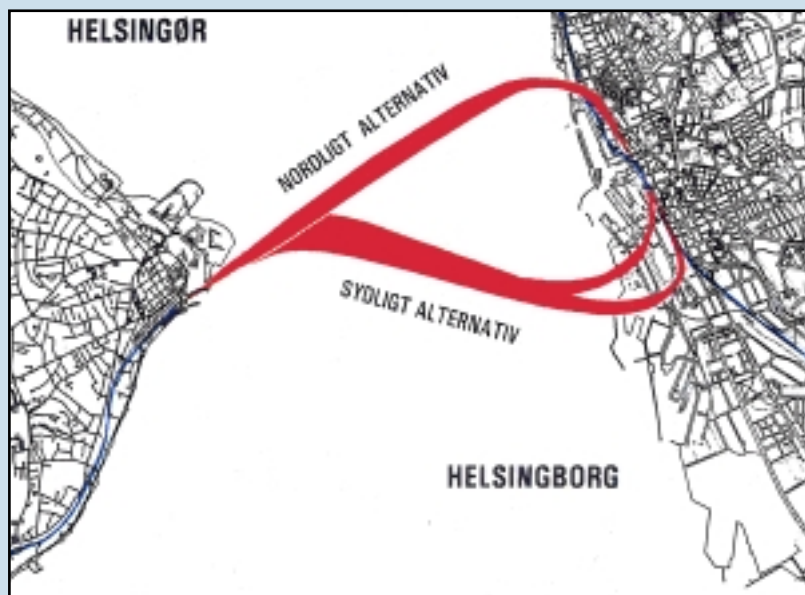 HELSINGØR
NORDLIGT ALTERNATIV
SYDLIGT ALTERNATIV
HELSINGBORG